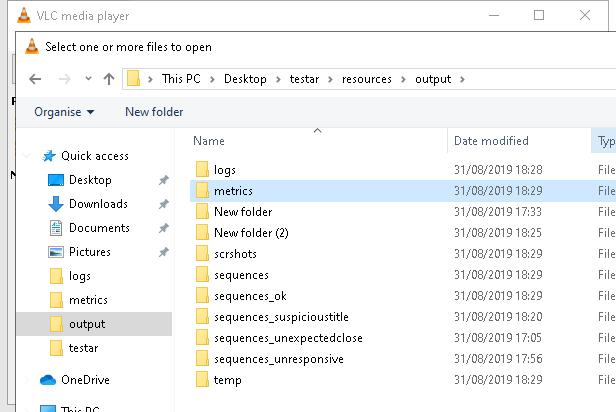 VLC media player
Select one or more files to open
This PC > Desktop > testar > resources > output >
Organise New folder
Name Date modified Typ
Quick access
Desktop
Downloads
Documents
Pictures
logs
metrics
output
testar
OneDrive
This PC
logs 31/08/2019 18:28 File
metrics 31/08/2019 18:29 File
New folder 31/08/2019 17:33 File
New folder (2) 31/08/2019 18:25 File
scrshots 31/08/2019 18:29 File
sequences 31/08/2019 18:29 File
sequences_ok 31/08/2019 18:29 File
sequences_suspicioustitle 31/08/2019 18:20 File
sequences_unexpectedclose 31/08/2019 17:05 File
sequences_unresponsive 31/08/2019 17:56 File
temp 31/08/2019 18:29 File